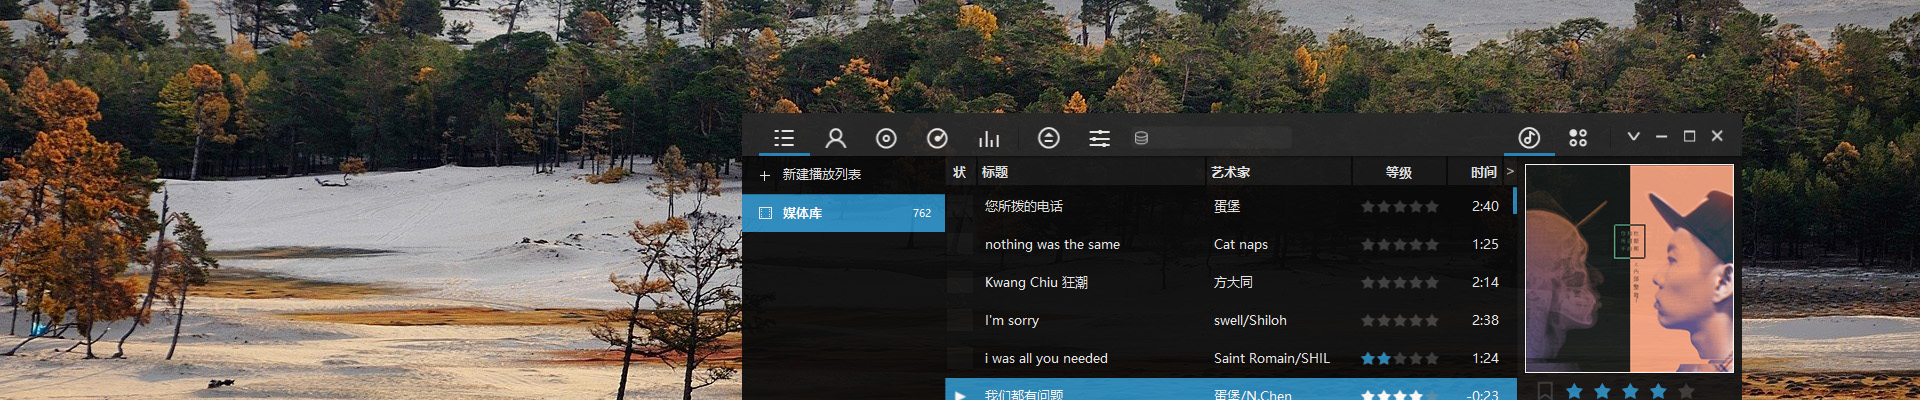 新建播放列表
媒体库 762
状 标题 艺术家 等级 时间 >
您所拨的电话 蛋堡 2:40
nothing was the same Cat naps 1:25
Kwang Chiu 狂潮 方大同 2:14
I'm sorry swell/Shiloh 2:38
i was all you needed Saint Romain/SHIL 1:24
我们都有问题 蛋堡/N.Chen -0:23